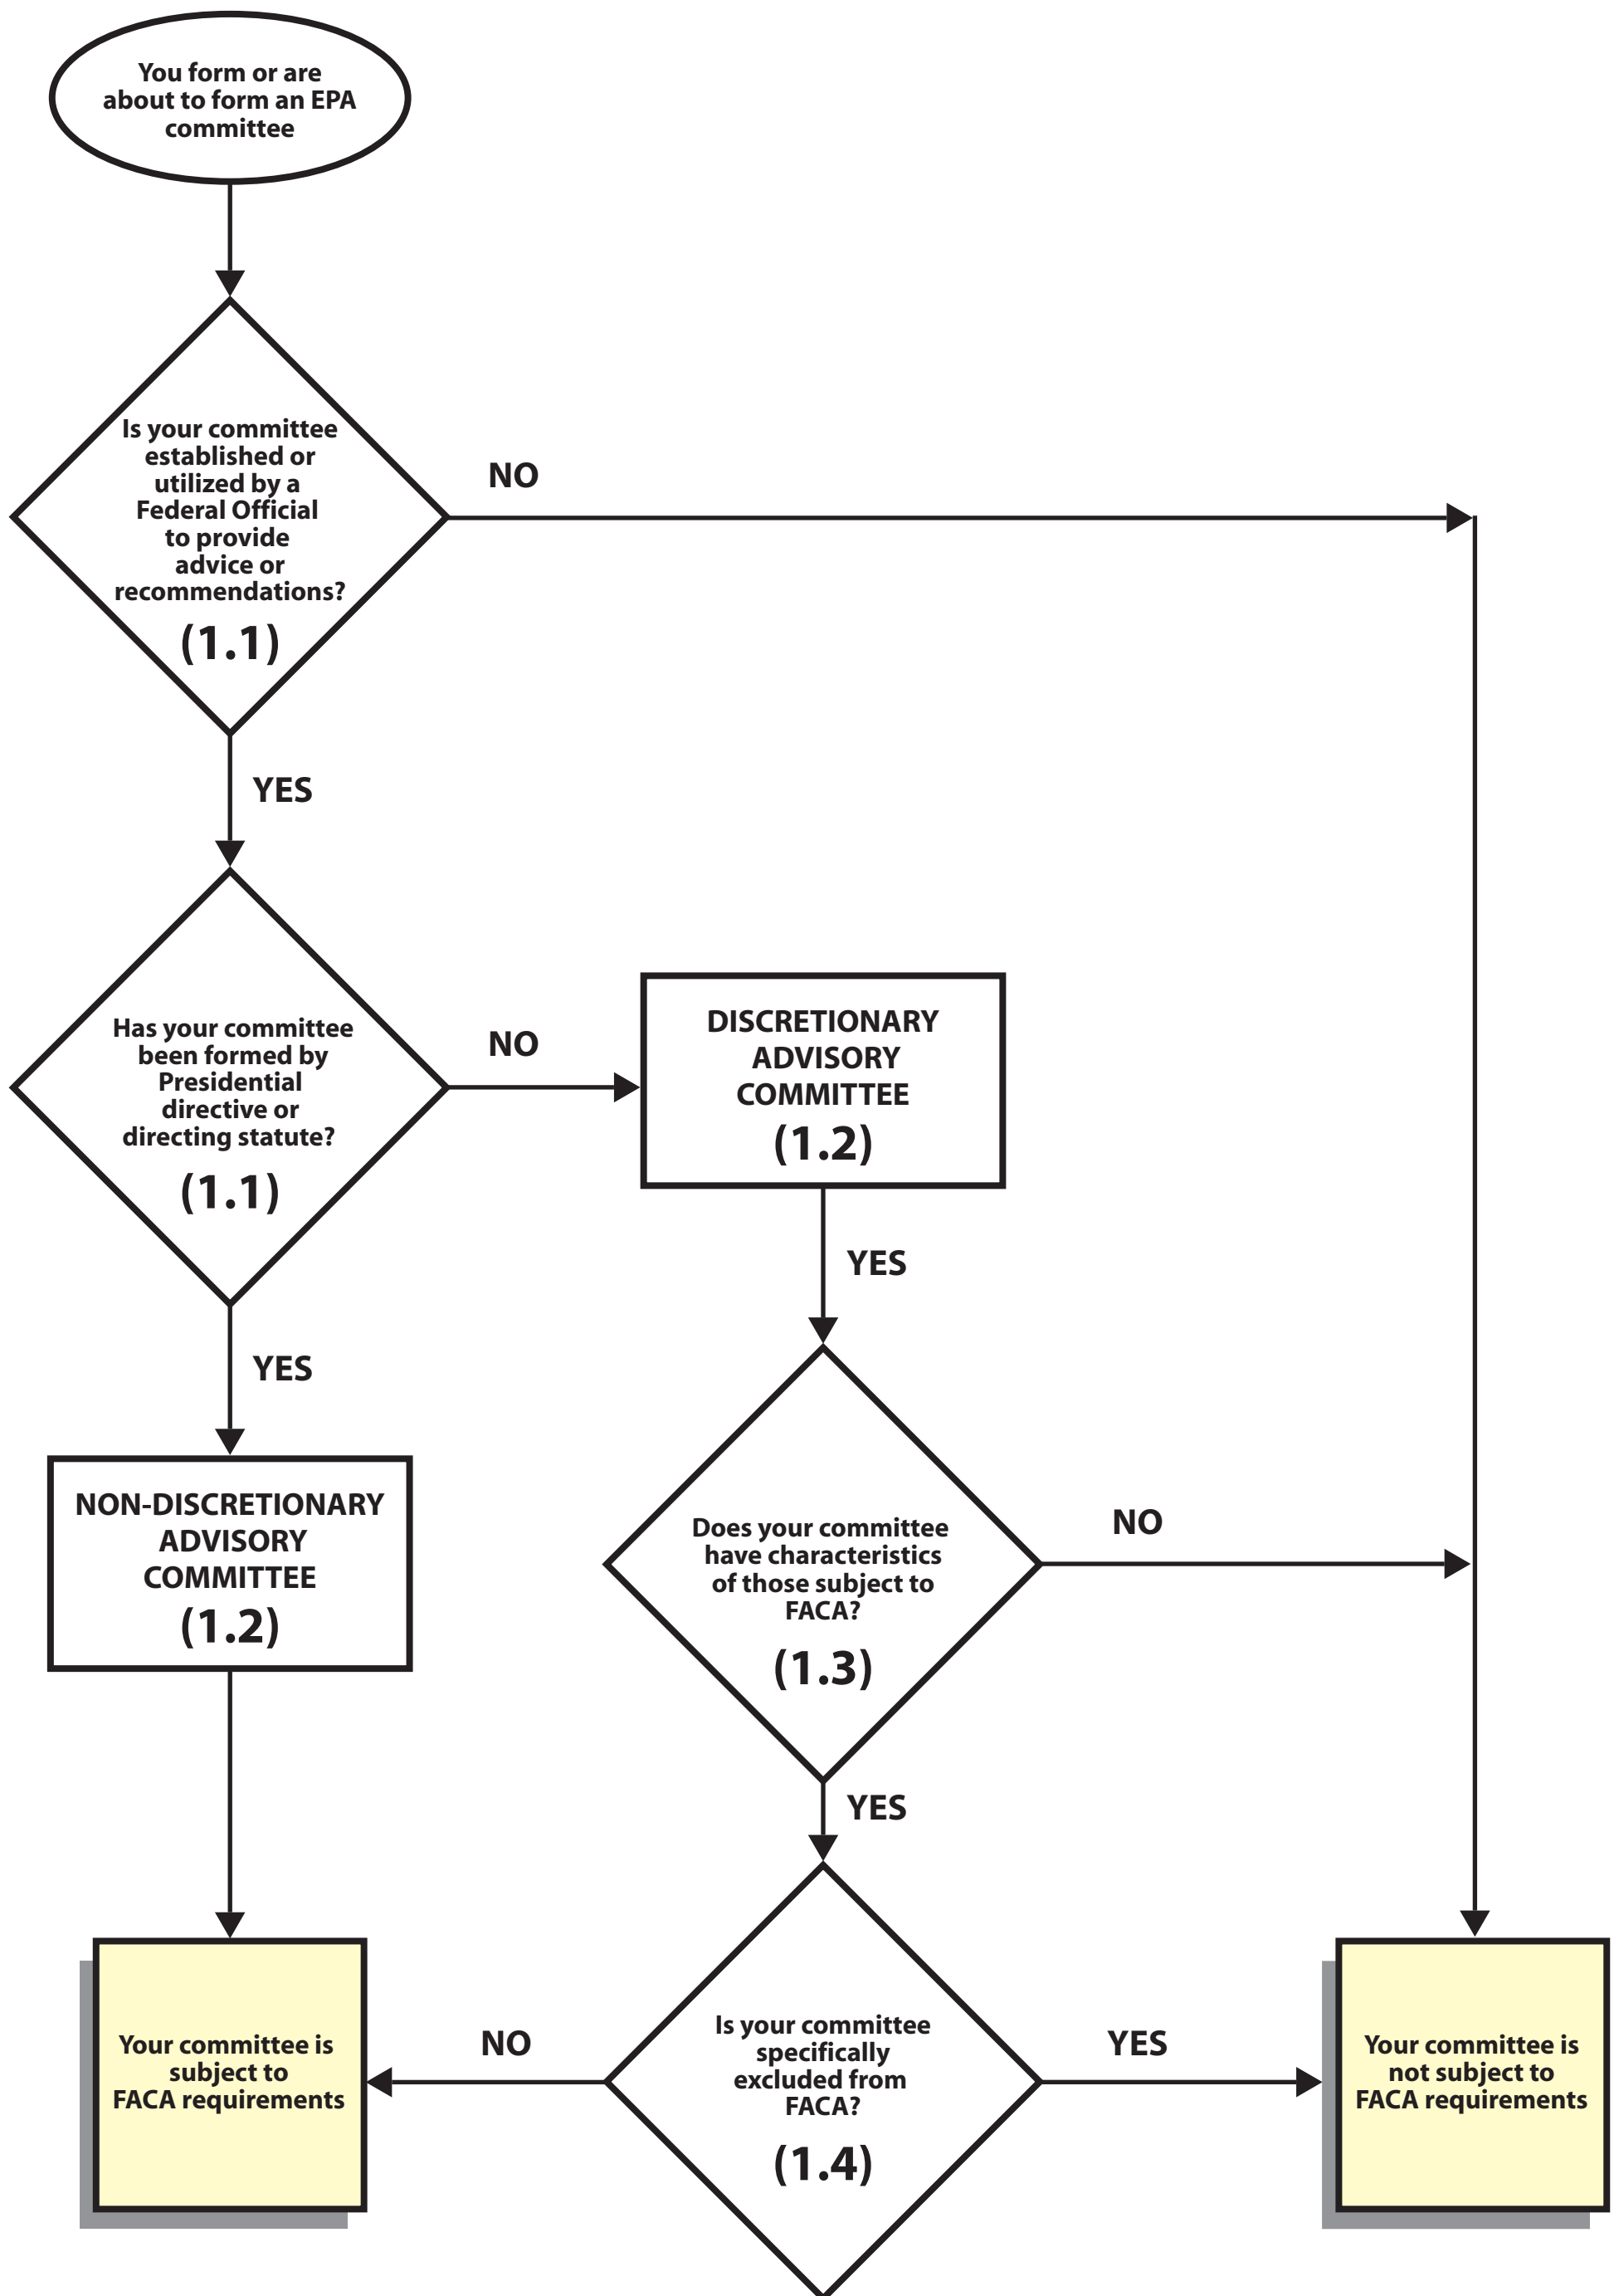 You form or are
about to form an EPA
committee
Is your committee
established or
utilized by a
Federal Official
to provide
advice or
recommendations?
(1.1)
NO
YES
Has your committee
been formed by
Presidential
directive or
directing statute?
(1.1)
NO
DISCRETIONARY
ADVISORY
COMMITTEE
(1.2)
YES
YES
NON-DISCRETIONARY
ADVISORY
COMMITTEE
(1.2)
Does your committee
have characteristics
of those subject to
FACA?
(1.3)
NO
YES
Your committee is
subject to
FACA requirements
NO
Is your committee
specifically
excluded from
FACA?
(1.4)
YES
Your committee is
not subject to
FACA requirements